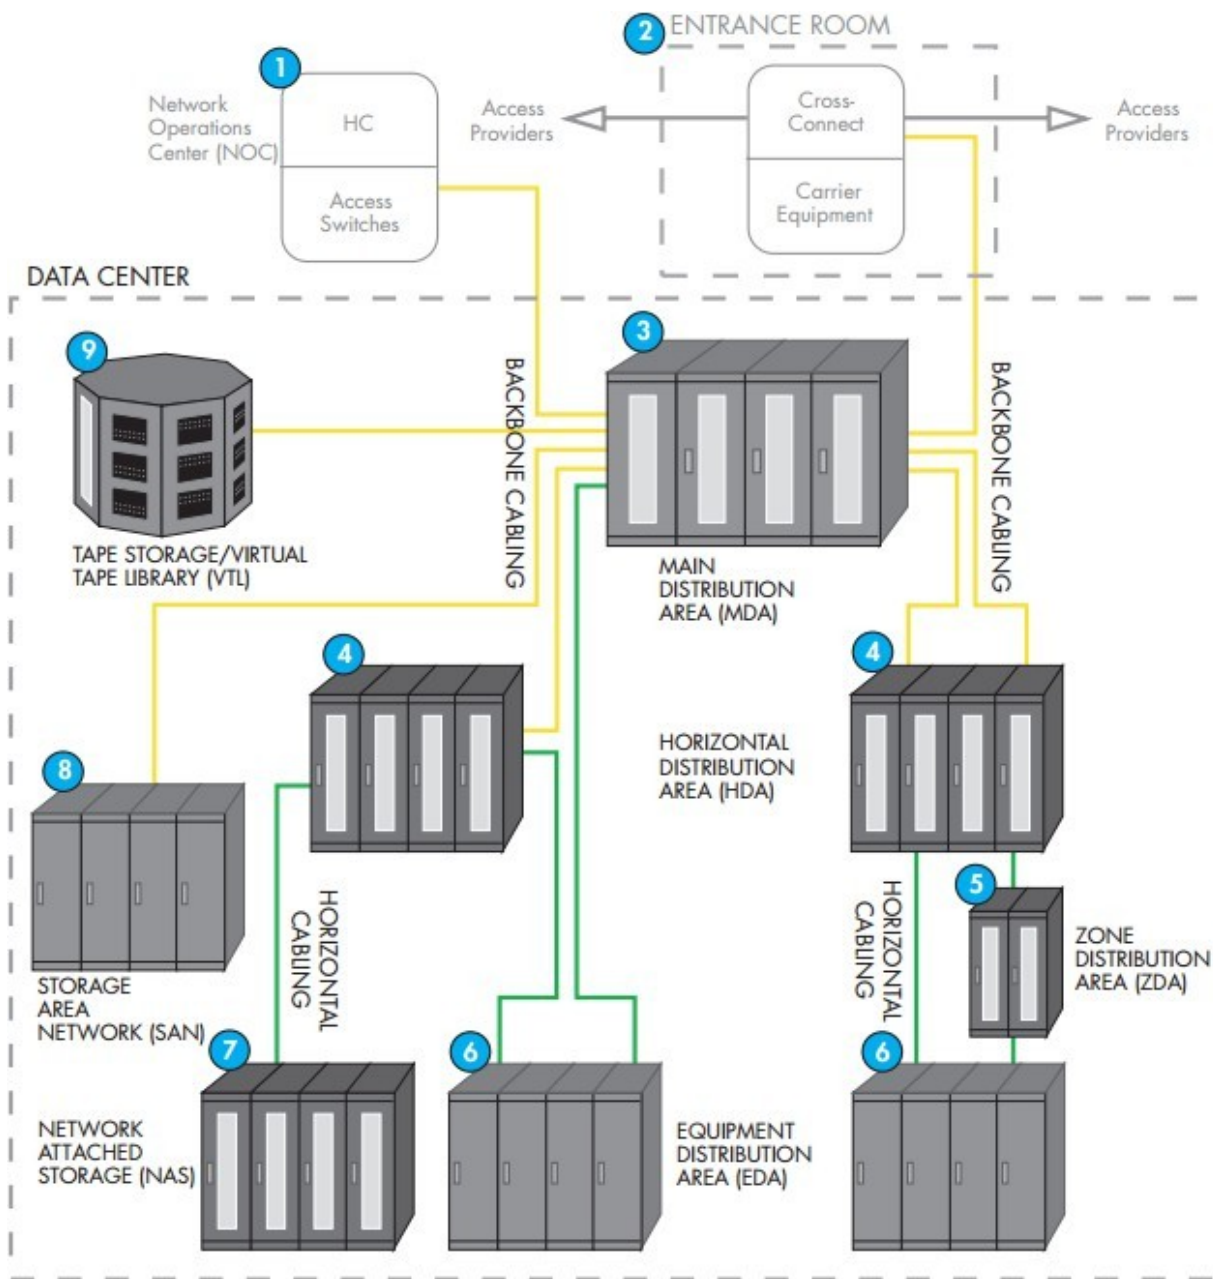 2
ENTRANCE ROOM
1
Network
Operations
Center (NOC)
HC
Access
Switches
Access
Providers
Cross-
Connect
Carrier
Equipment
Access
Providers
DATA CENTER
9
TAPE STORAGE/VIRTUAL
TAPE LIBRARY (VTL)
BACKBONE CABLING
3
MAIN
DISTRIBUTION
AREA (MDA)
BACKBONE CABLING
4
HORIZONTAL
DISTRIBUTION
AREA (HDA)
4
8
STORAGE
AREA
NETWORK (SAN)
HORIZONTAL
CABLING
HORIZONTAL
CABLING
5
ZONE
DISTRIBUTION
AREA (ZDA)
7
NETWORK
ATTACHED
STORAGE (NAS)
6
EQUIPMENT
DISTRIBUTION
AREA (EDA)
6